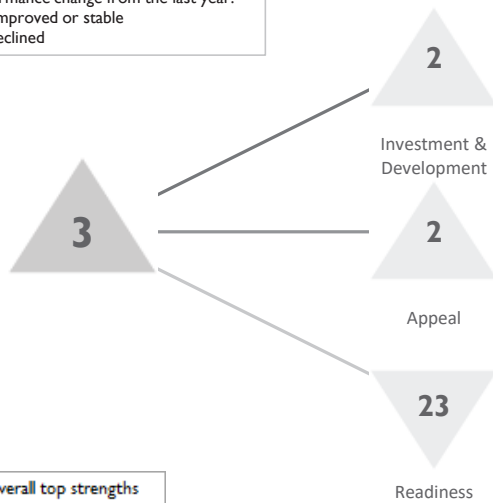 mance change from the last year:
mproved or stable
eclined
2
Investment &
Development
3
2
Appeal
23
Readiness
verall top strengths